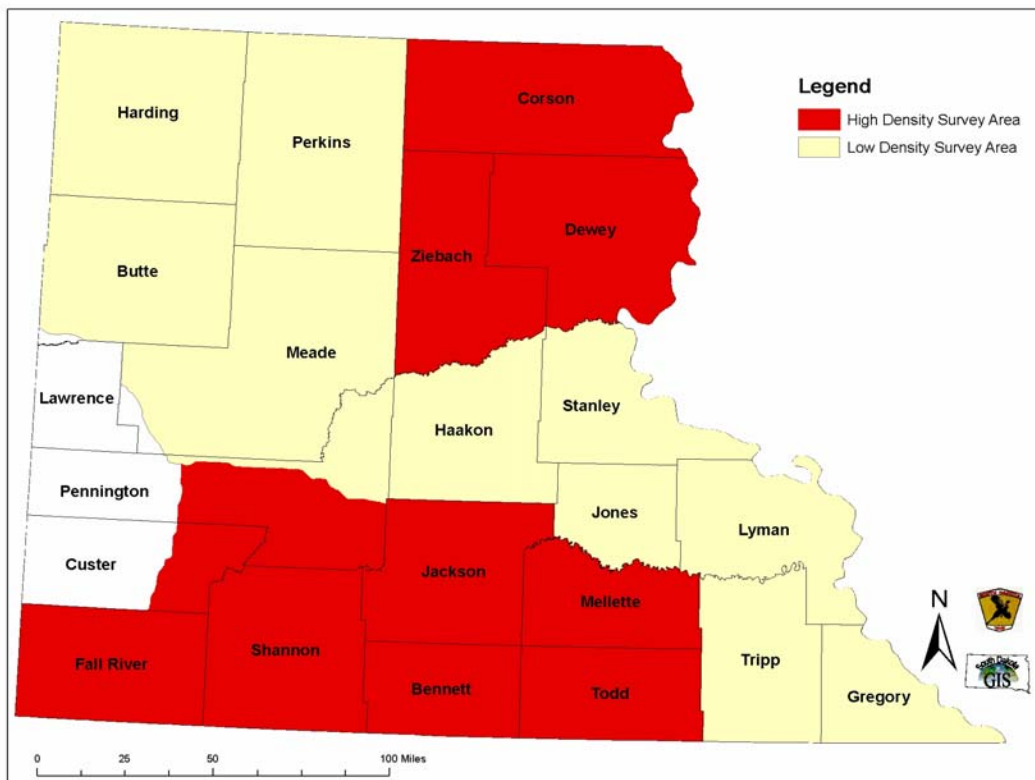 Harding
Perkins
Corson
Legend
High Density Survey Area
Low Density Survey Area
Butte
Ziebach
Dewey
Meade
Lawrence
Haakon
Stanley
Pennington
Jones
Lyman
Custer
Jackson
Mellette
N
Fall River
Shannon
Bennett
Todd
Tripp
Gregory
South Dakota
GIS
0 25 50 100 Miles